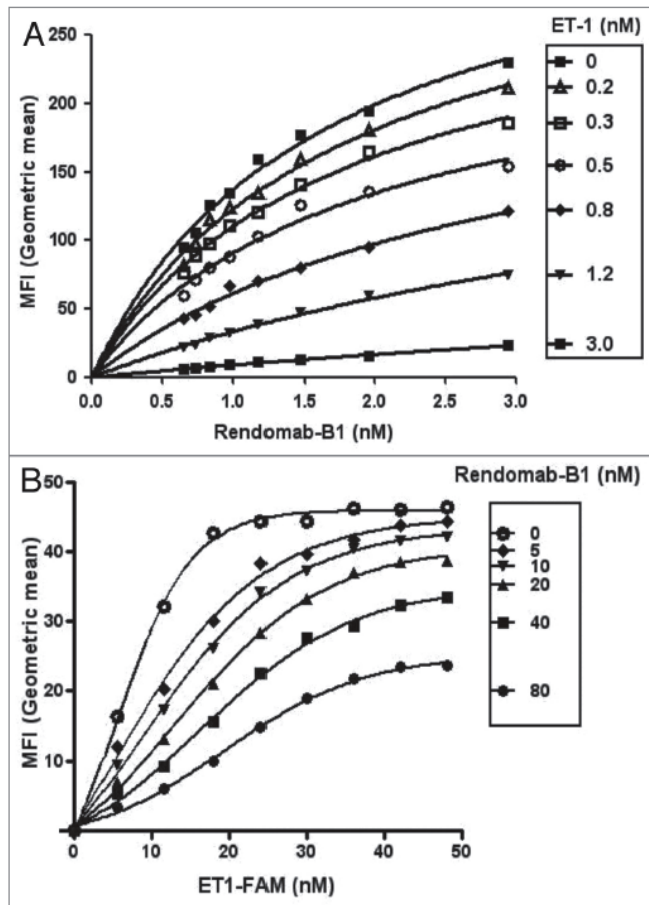 A
ET-1 (nM)
MFI (Geometric mean)
250
200
150
100
50
0
0.0 0.5 1.0 1.5 2.0 2.5 3.0
Rendomab-B1 (nM)
0
0.2
0.3
0.5
0.8
1.2
3.0
B
Rendomab-B1 (nM)
MFI (Geometric mean)
50
40
30
20
10
0 10 20 30 40 50
ET1-FAM (nM)
0
5
10
20
40
80